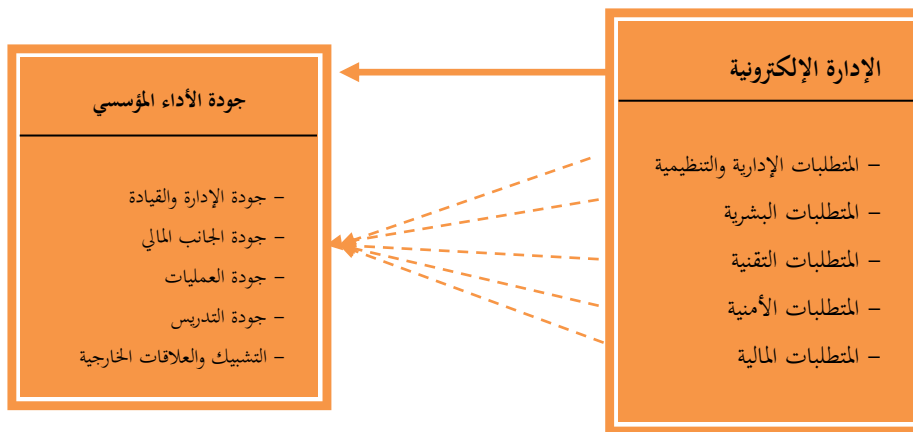 الإدارة الإلكترونية
– المتطلبات الإدارية والتنظيمية
– المتطلبات البشرية
– المتطلبات التقنية
– المتطلبات الأمنية
– المتطلبات المالية
جودة الأداء المؤسسي
– جودة الإدارة والقيادة
– جودة الجانب المالي
– جودة العمليات
– جودة التدريس
– التشبيك والعلاقات الخارجية